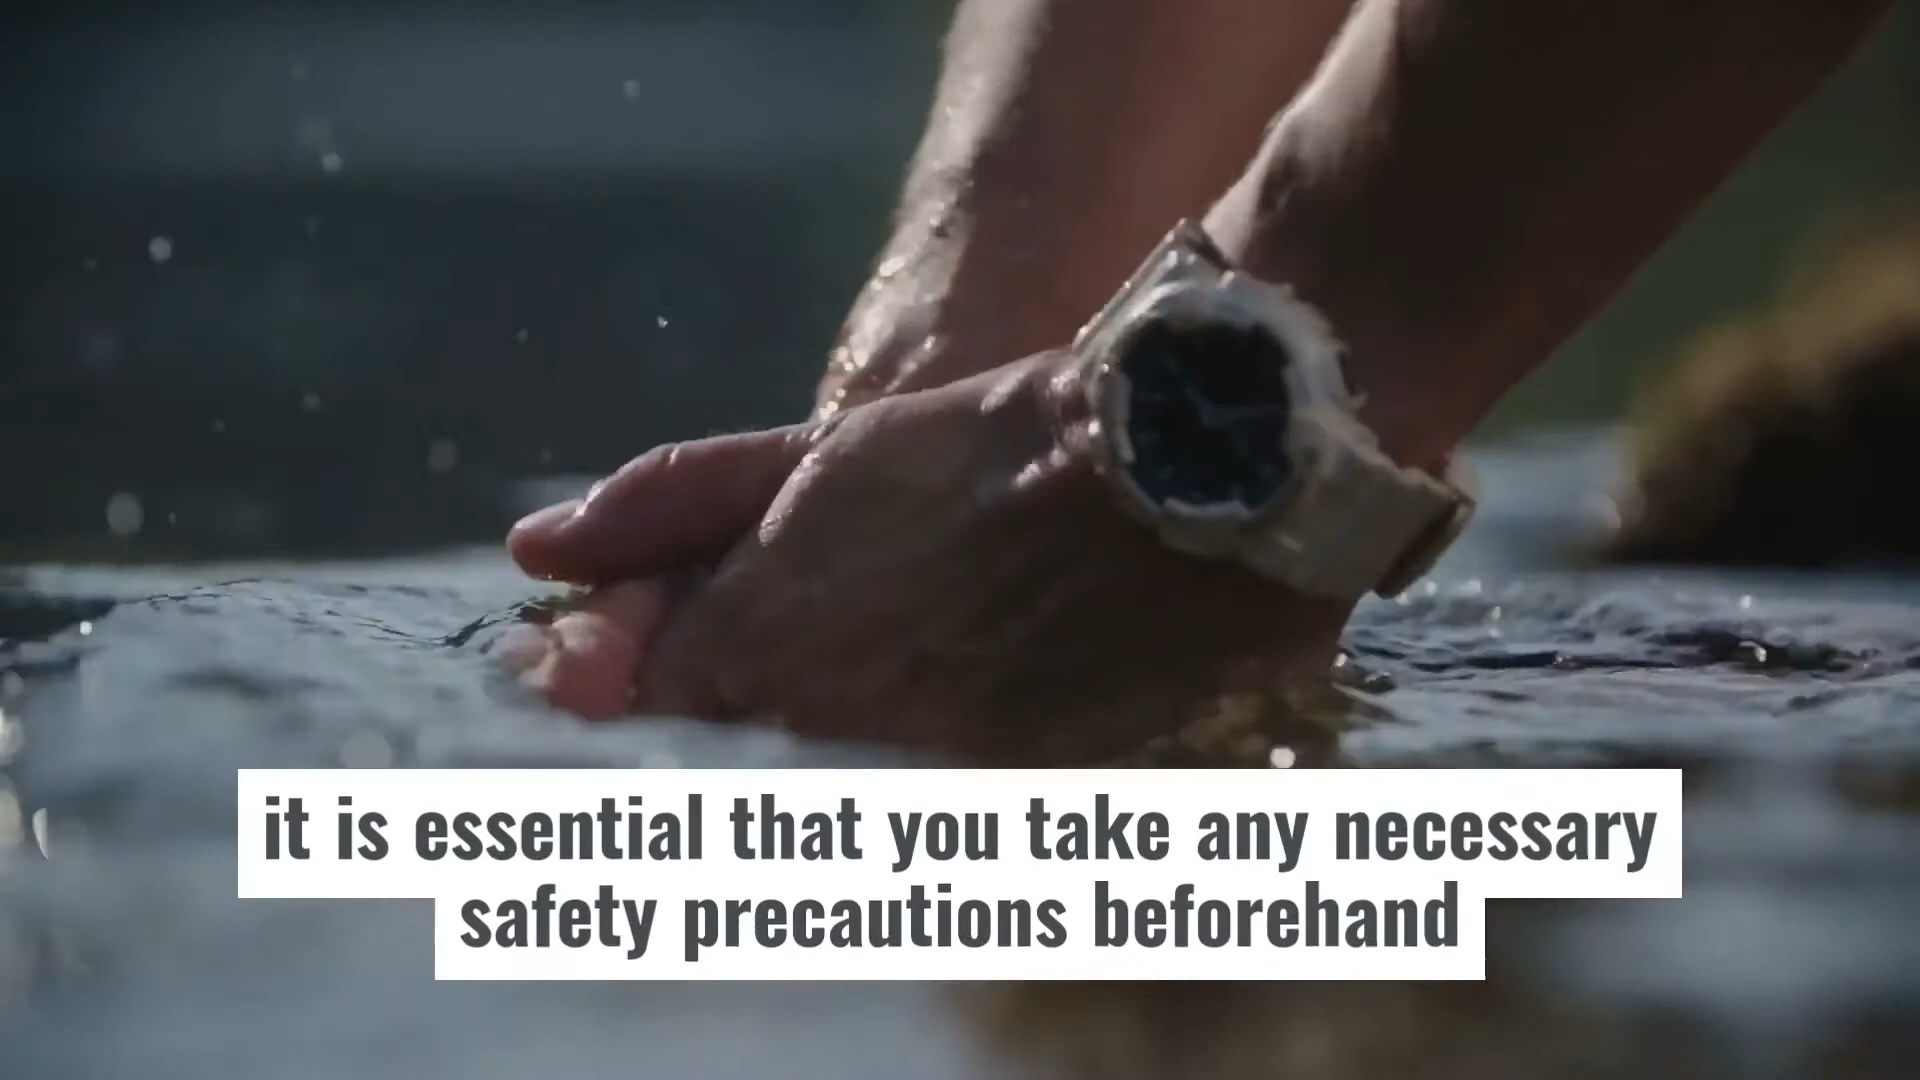 it is essential that you take any necessary
safety precautions beforehand